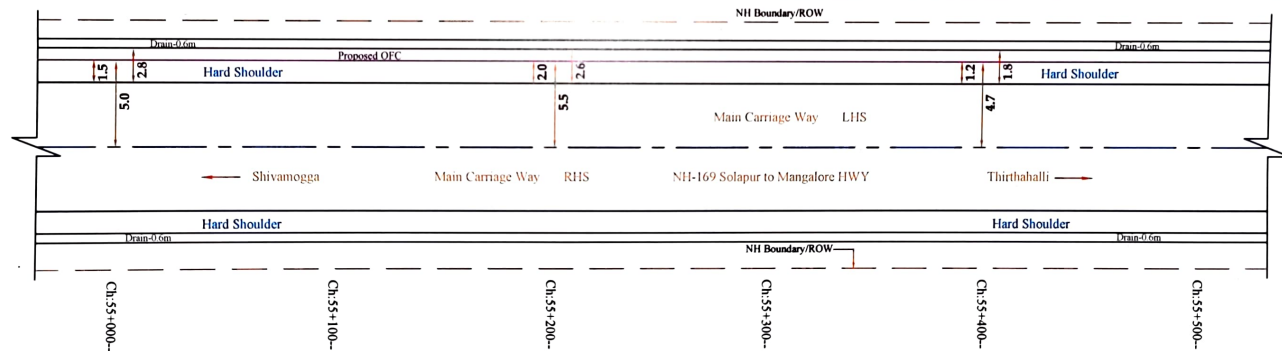 NH Boundary/ROW
Drain-0.6m
Drain-0.6m
Proposed OFC
1.5
2.8
Hard Shoulder
2.0
2.6
1.2
1.8
Hard Shoulder
5.0
5.5
4.7
Main Carriage Way LHS
Shivamogga
Main Carriage Way RHS
NH-169 Solapur to Mangalore HWY
Thirthahalli
Hard Shoulder
Hard Shoulder
Drain-0.6m
Drain-0.6m
NH Boundary/ROW
Ch:55+000--
Ch:55+100--
Ch:55+200--
Ch:55+300--
Ch:55+400--
Ch:55+500--